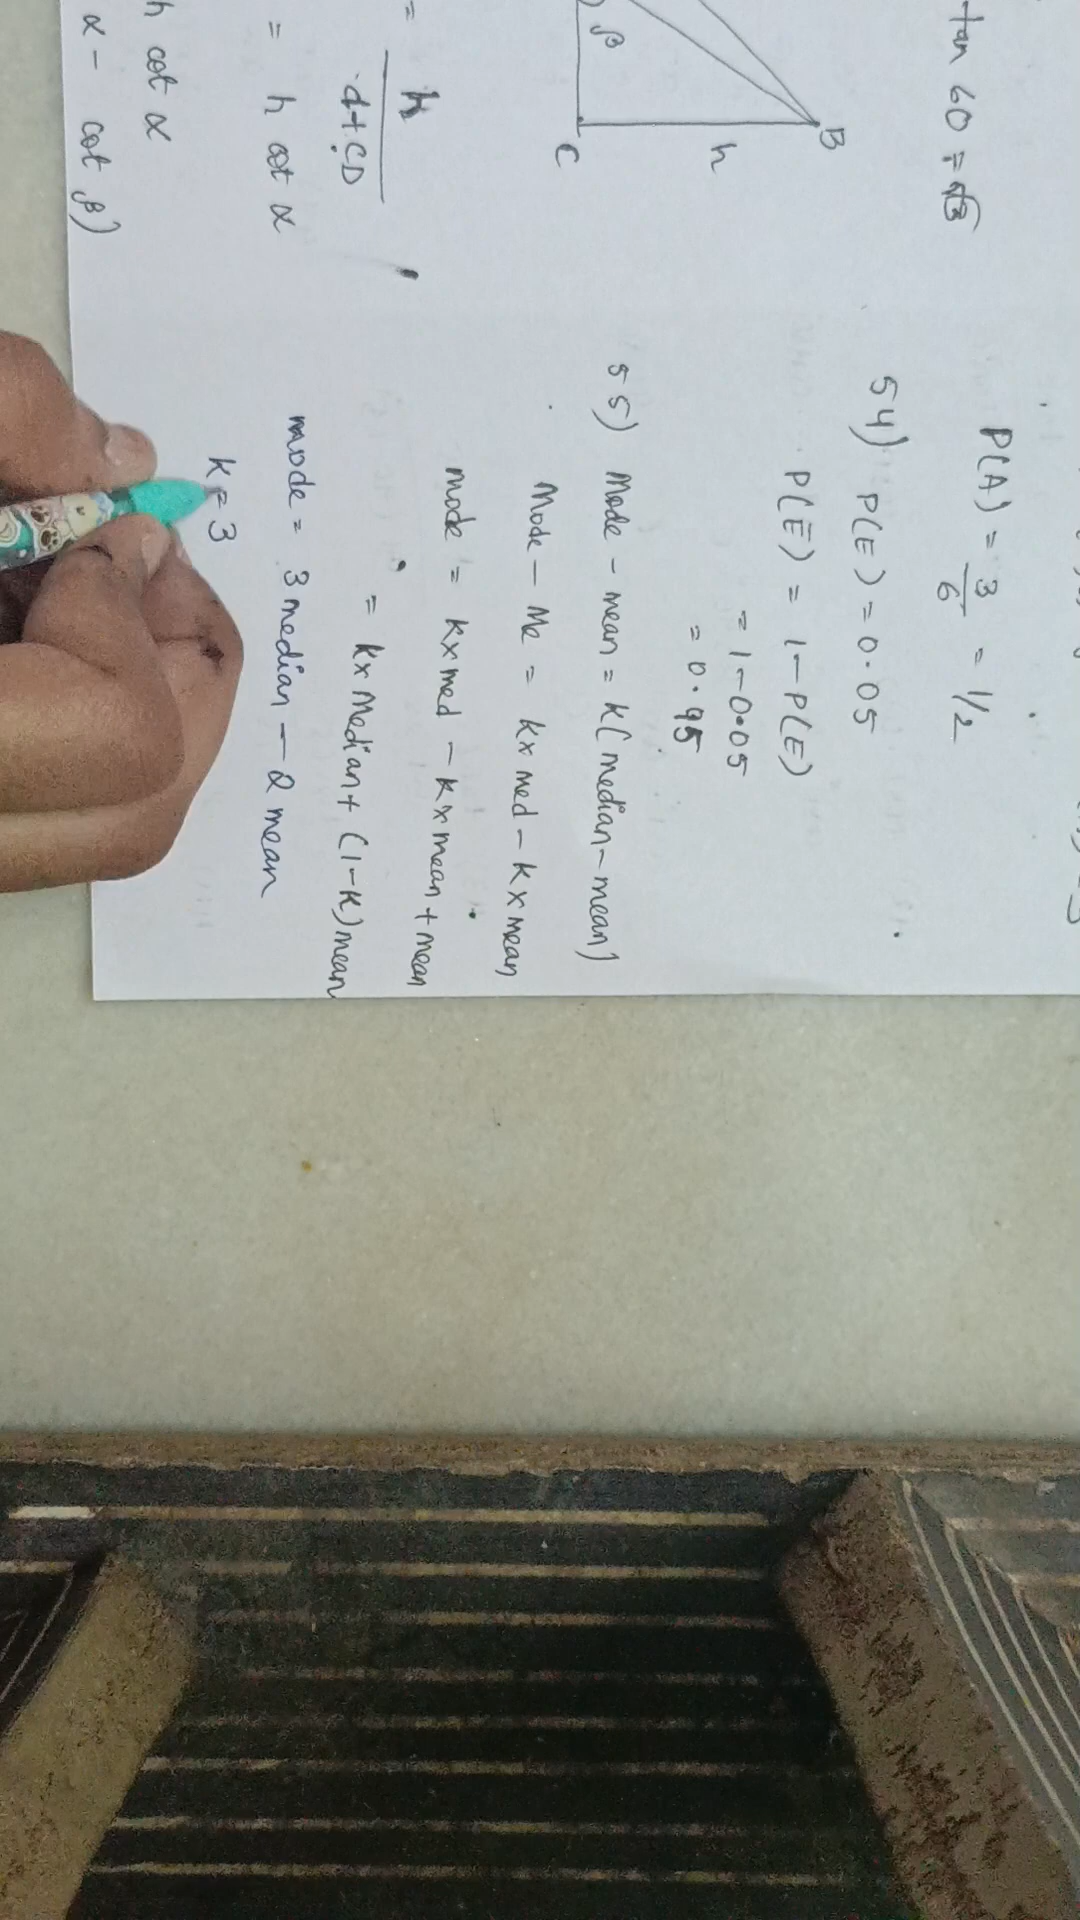 tan 60 = √3
B
h
C
β
=
h
d+CD
= h cot α
h cot α
α - cot β)
P(A) = 3/6 = 1/2
54) P(E) = 0.05
P(E̅) = 1 - P(E)
= 1 - 0.05
= 0.95
55) Mode - mean = k(median - mean)
Mode - Me = k x med - k x mean
mode = k x med - k x mean + mean
= k x Median + (1-k) mean
mode = 3 median - 2 mean
k = 3